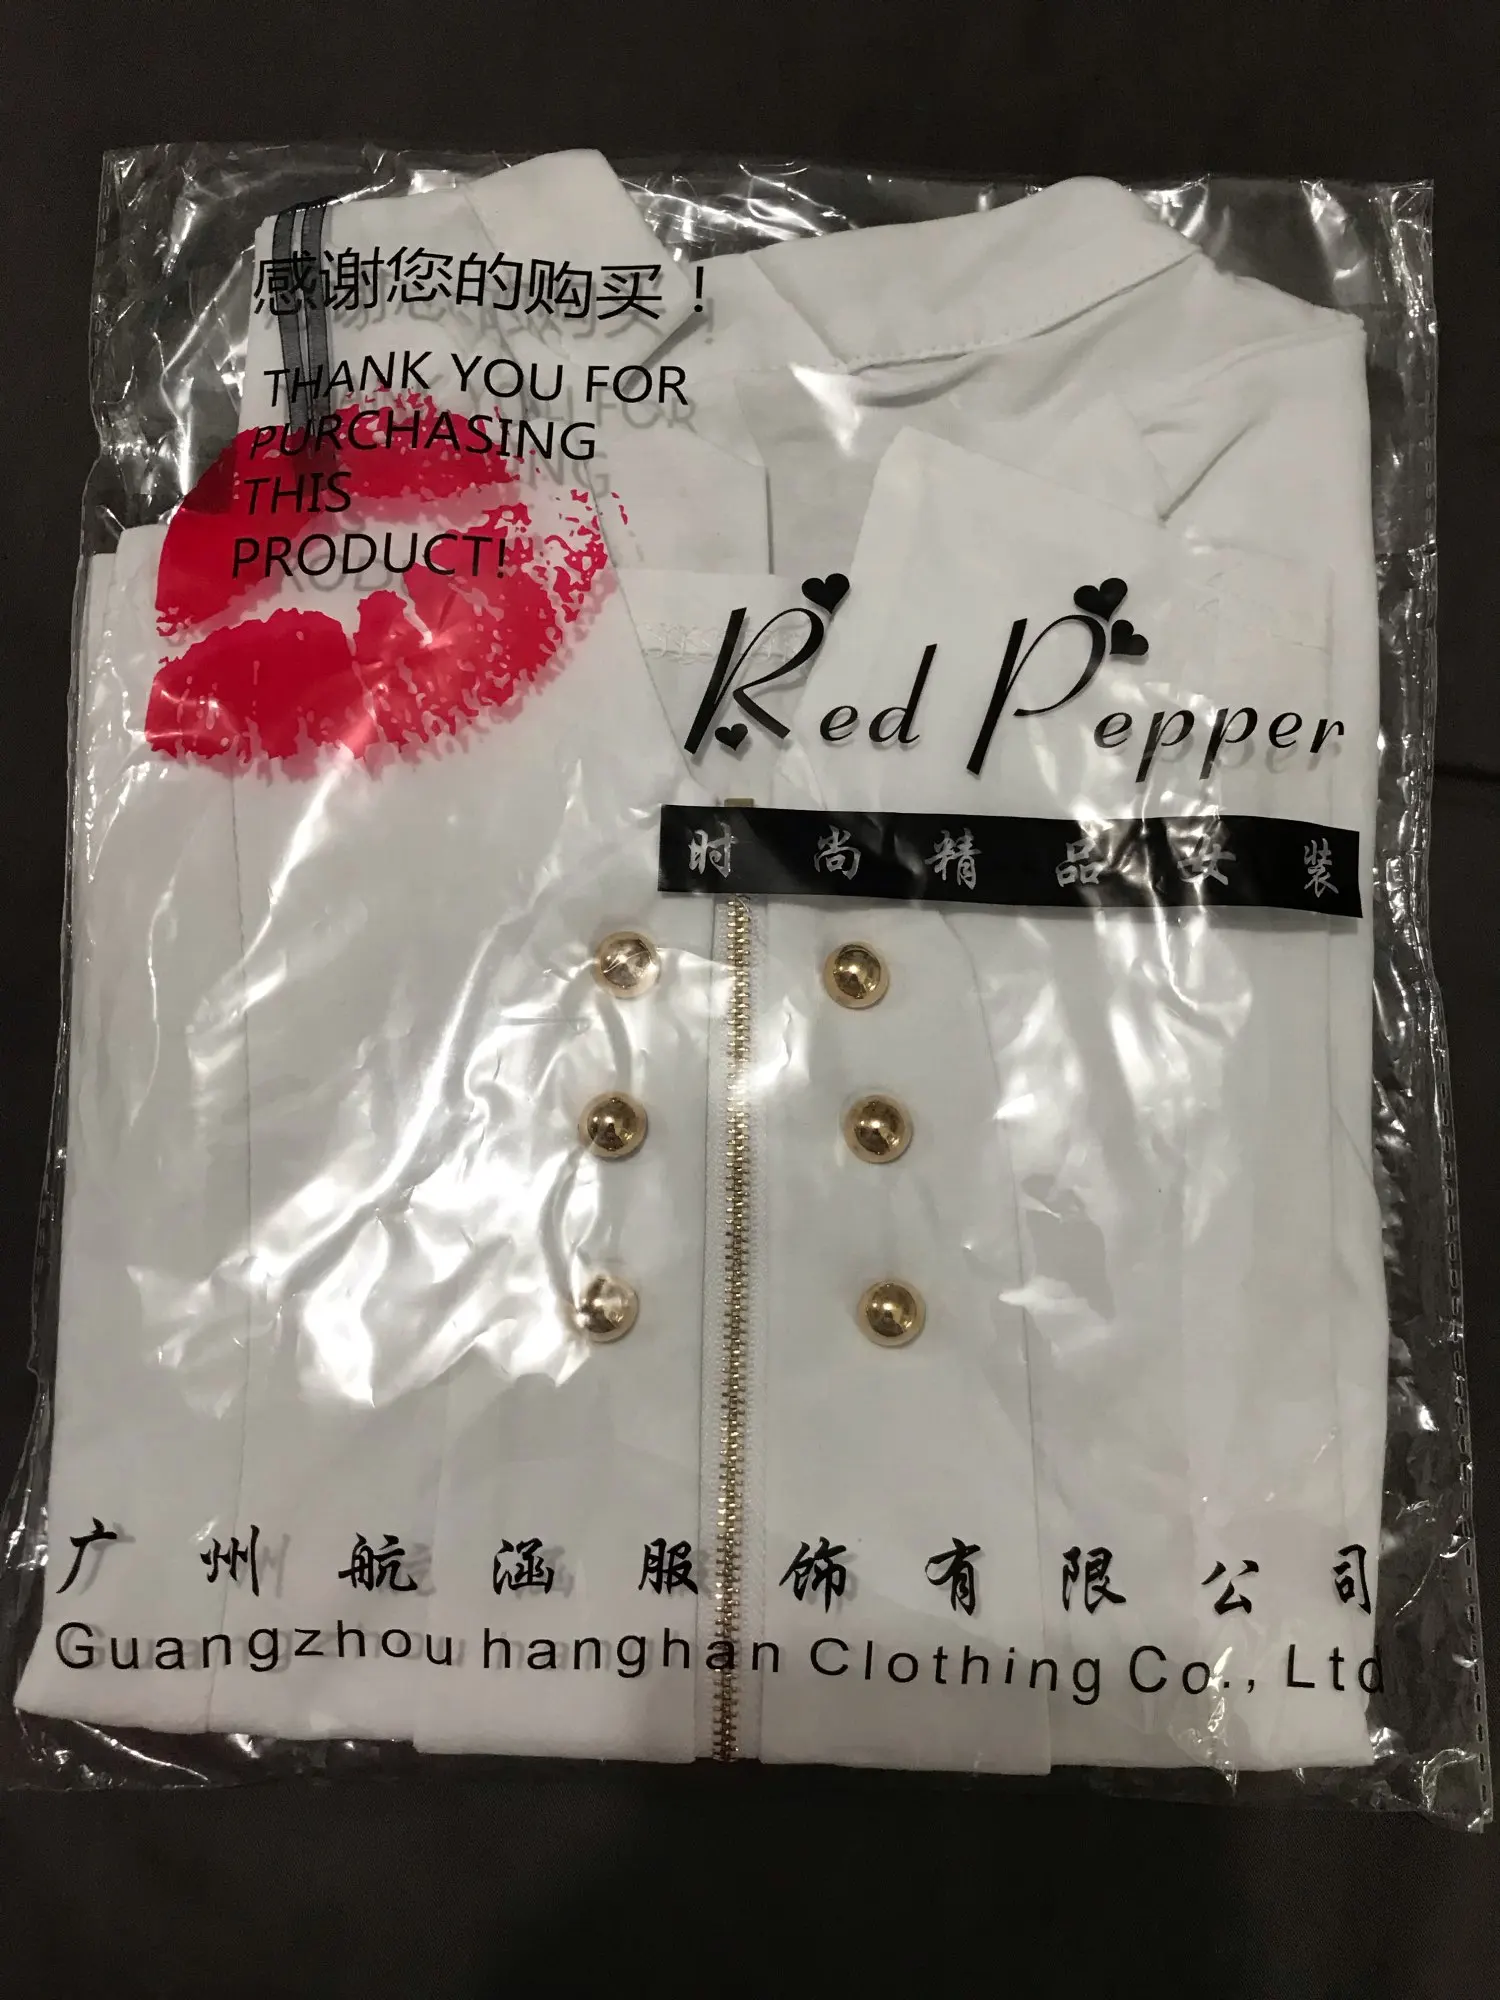 感谢您的购买！
THANK YOU FOR
PURCHASING
THIS
PRODUCT!
Red Pepper
时尚精品女装
广州航涵服饰有限公司
Guangzhou hanghan Clothing Co., Ltd